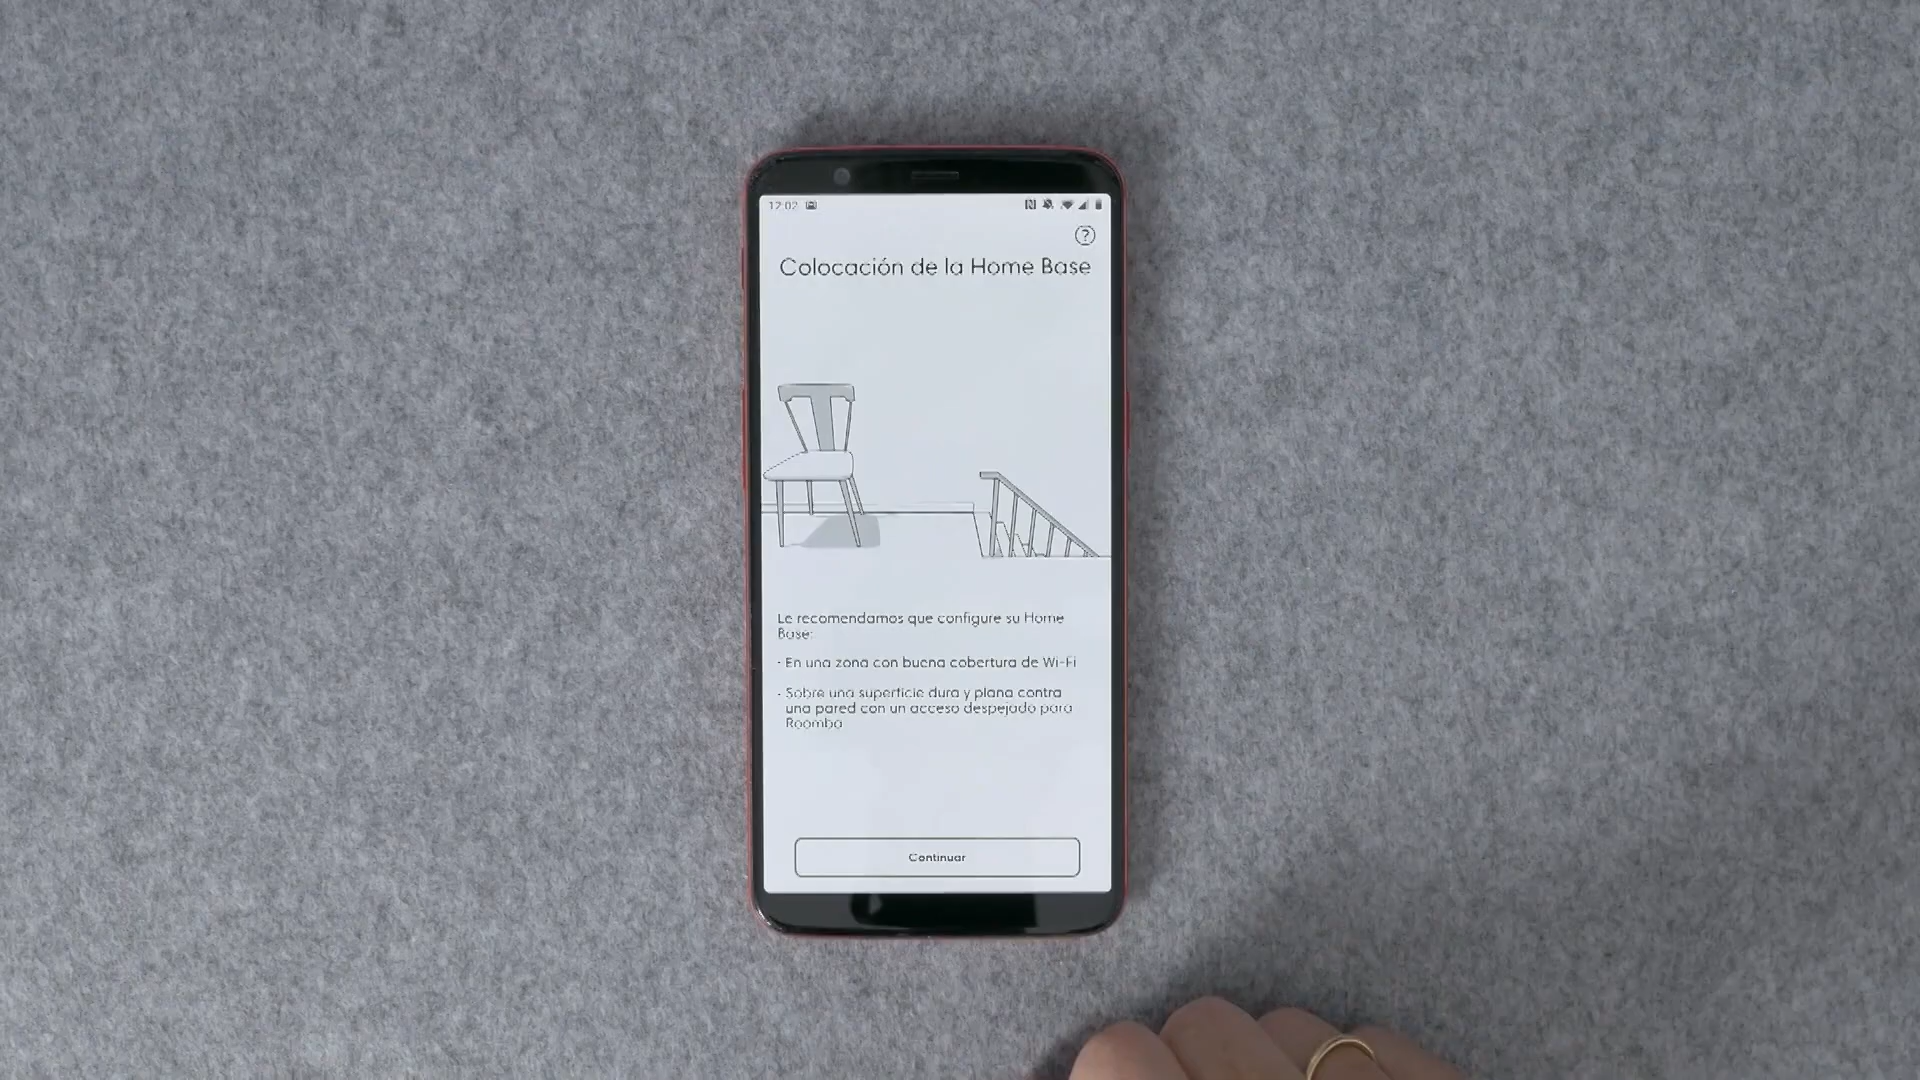 12:02
?
Colocación de la Home Base
Le recomendamos que configure su Home
Base:
- En una zona con buena cobertura de Wi-Fi
- Sobre una superficie dura y plana contra
una pared con un acceso despejado para
Roomba
Continuar